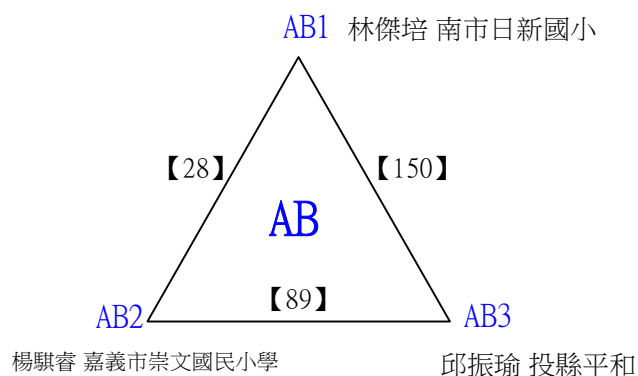 AB1 林傑培 南市日新國小
【28】
【150】
AB
【89】
AB2
AB3
楊騏睿 嘉義市崇文國民小學
邱振瑜 投縣平和